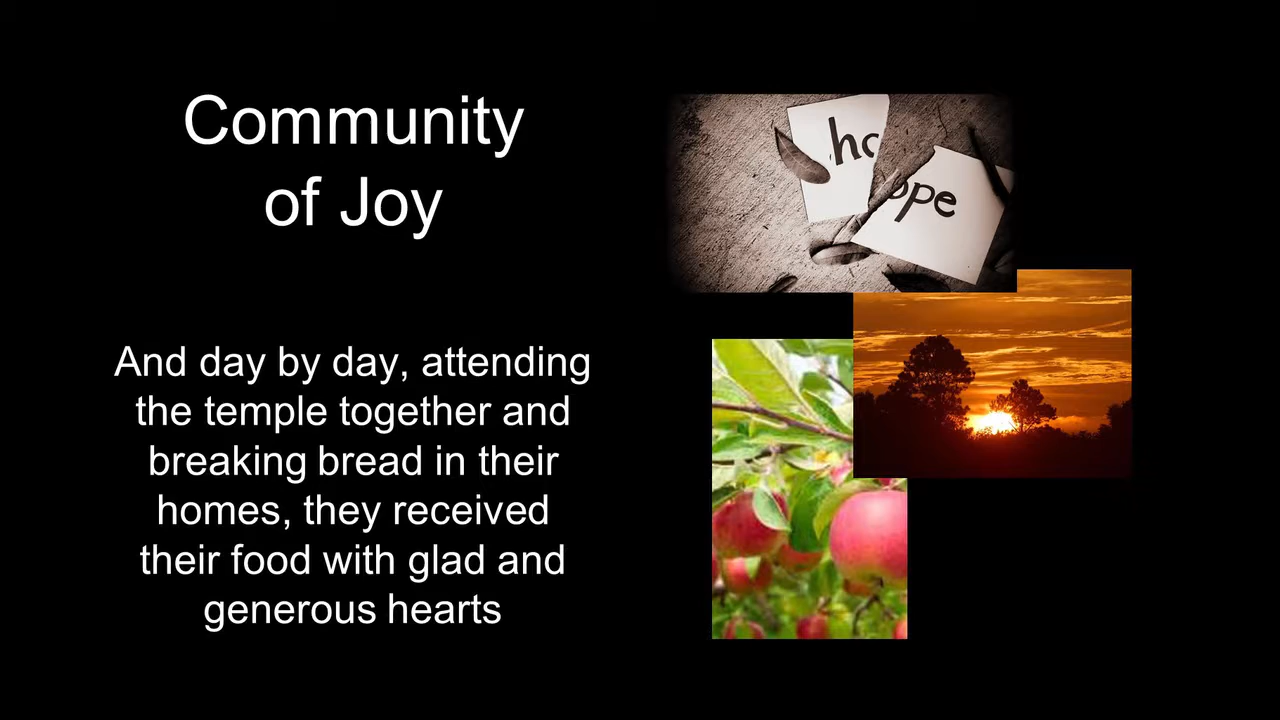 Community
of Joy
And day by day, attending
the temple together and
breaking bread in their
homes, they received
their food with glad and
generous hearts
ho
ope